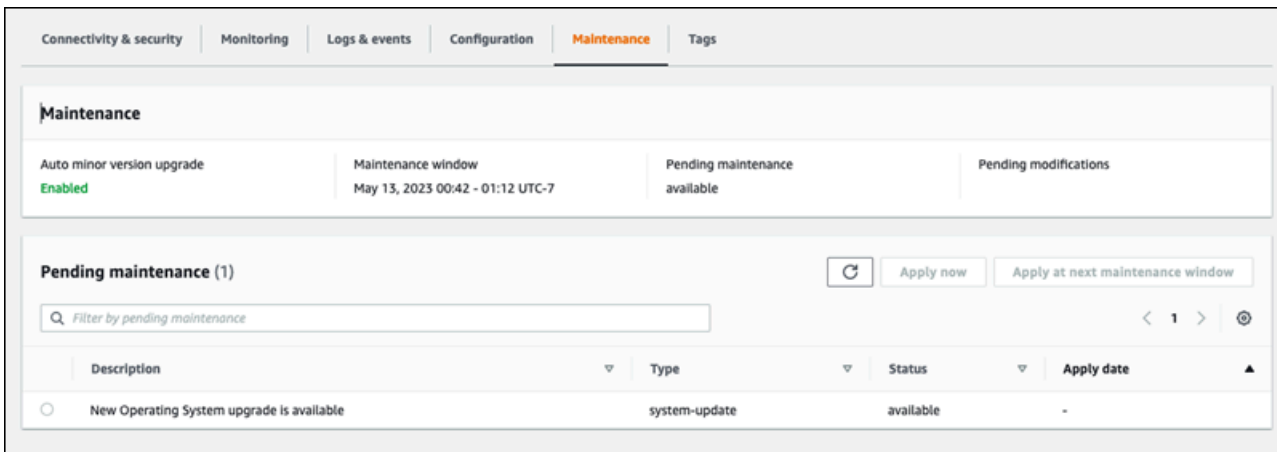 Connectivity & security Monitoring Logs & events Configuration Maintenance Tags
Maintenance
Auto minor version upgrade Maintenance window Pending maintenance Pending modifications
Enabled May 13, 2023 00:42 - 01:12 UTC-7 available
Pending maintenance (1) Apply now Apply at next maintenance window
Filter by pending maintenance 1
Description Type Status Apply date
New Operating System upgrade is available system-update available -